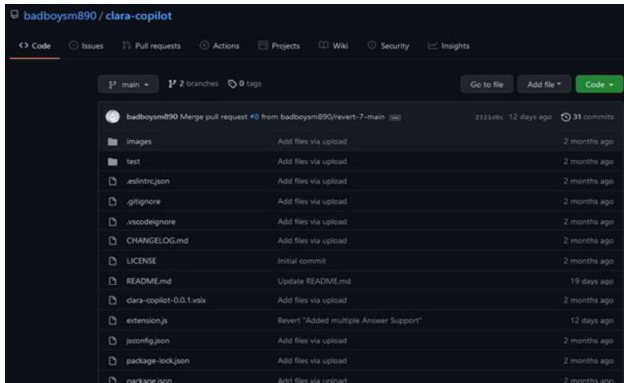 badboysm890 / clara-copilot
Code Issues Pull requests Actions Projects Wiki Security Insights
main 2 branches 0 tags Go to file Add file Code
badboysm890 Merge pull request #8 from badboysm890/revert-7-main 12 days ago 31 commits
images Add files via upload 2 months ago
test Add files via upload 2 months ago
.eslintrc.json Add files via upload 2 months ago
.gitignore Add files via upload 2 months ago
.vscodeignore Add files via upload 2 months ago
CHANGELOG.md Add files via upload 2 months ago
LICENSE Initial commit 2 months ago
README.md Update README.md 19 days ago
clara-copilot-0.0.1.vsix Add files via upload 2 months ago
extension.js Revert "Added multiple Answer Support" 12 days ago
jsconfig.json Add files via upload 2 months ago
package-lock.json Add files via upload 2 months ago
package.json Add files via upload 2 months ago